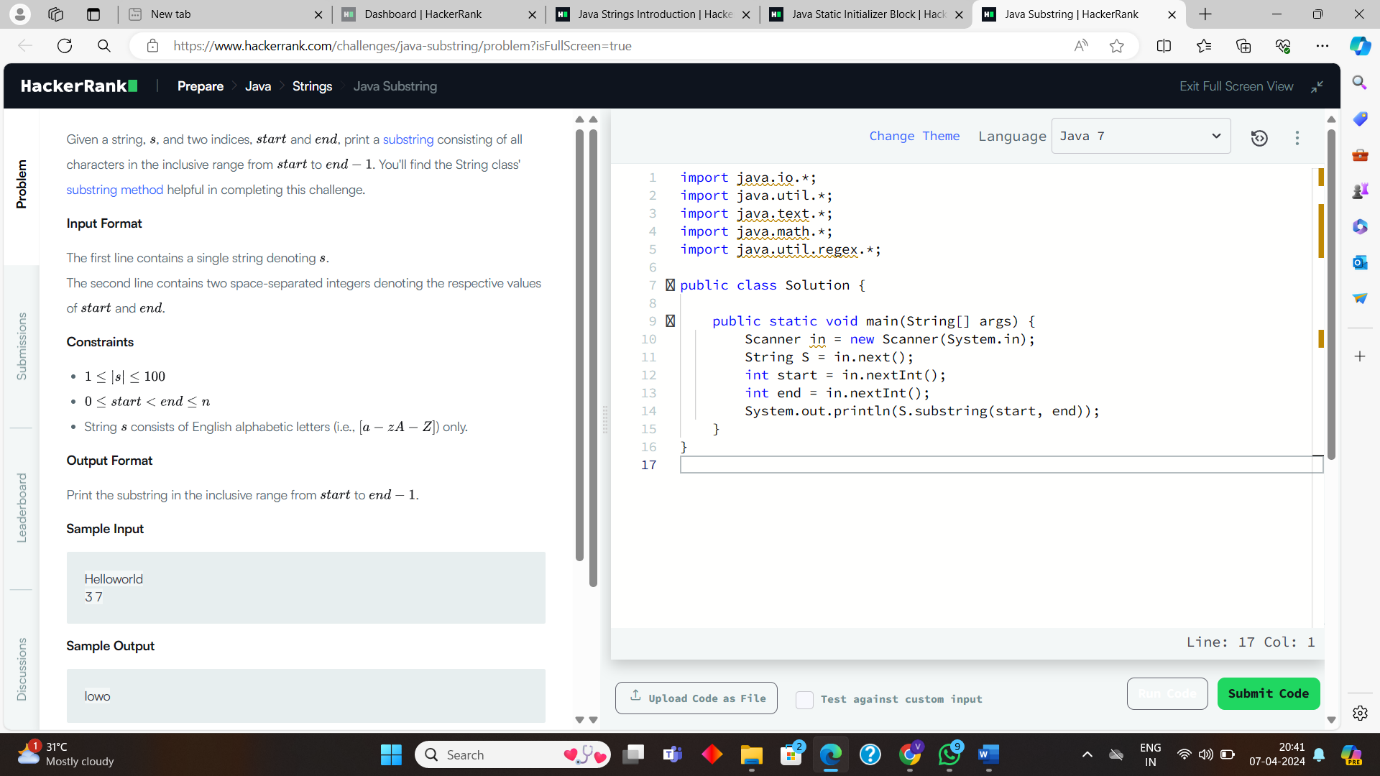 New tab
Dashboard | HackerRank
Java Strings Introduction | Hacke
Java Static Initializer Block | Hack
Java Substring | HackerRank
https://www.hackerrank.com/challenges/java-substring/problem?isFullScreen=true
HackerRank
Prepare
Java
Strings
Java Substring
Exit Full Screen View
Problem
Submissions
Leaderboard
Discussions
Given a string, s, and two indices, start and end, print a substring consisting of all
characters in the inclusive range from start to end − 1. You'll find the String class'
substring method helpful in completing this challenge.
Input Format
The first line contains a single string denoting s.
The second line contains two space-separated integers denoting the respective values
of start and end.
Constraints
• 1 ≤ |s| ≤ 100
• 0 ≤ start < end ≤ n
• String s consists of English alphabetic letters (i.e., [a − zA − Z]) only.
Output Format
Print the substring in the inclusive range from start to end − 1.
Sample Input
Helloworld
3 7
Sample Output
lowo
Change Theme
Language
Java 7
1 import java.io.*;
2 import java.util.*;
3 import java.text.*;
4 import java.math.*;
5 import java.util.regex.*;
6
7 public class Solution {
8
9     public static void main(String[] args) {
10         Scanner in = new Scanner(System.in);
11         String S = in.next();
12         int start = in.nextInt();
13         int end = in.nextInt();
14         System.out.println(S.substring(start, end));
15     }
16 }
17
Line: 17 Col: 1
Upload Code as File
Test against custom input
Run Code
Submit Code
1
31°C
Mostly cloudy
Search
2
V
9
ENG
IN
20:41
07-04-2024
PRE